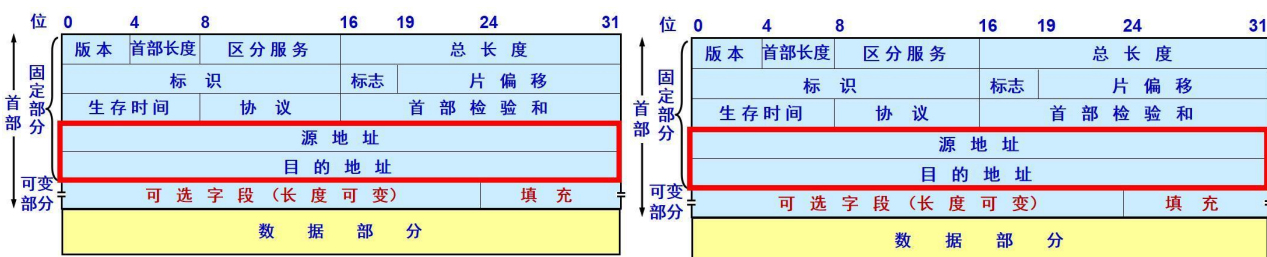 位 0 4 8 16 19 24 31
版本 首部长度 区分服务 总长度
标识 标志 片偏移
生存时间 协议 首部检验和
源地址
目的地址
可选字段（长度可变） 填充
数据部分
首部
固定部分
可变部分
位 0 4 8 16 19 24 31
版本 首部长度 区分服务 总长度
标识 标志 片偏移
生存时间 协议 首部检验和
源地址
目的地址
可选字段（长度可变） 填充
数据部分
首部
固定部分
可变部分